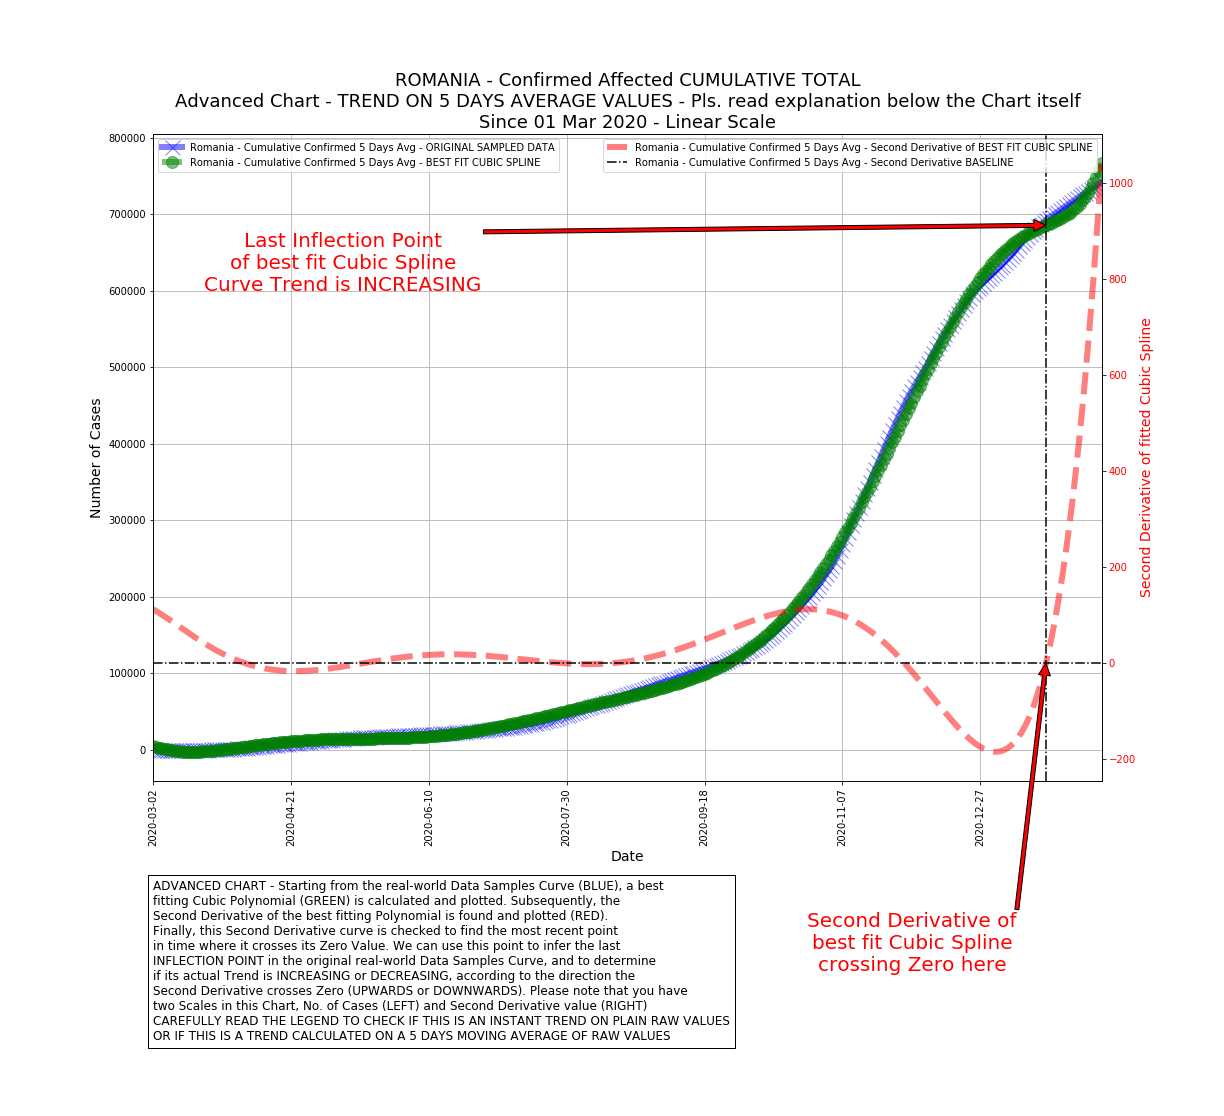 ROMANIA - Confirmed Affected CUMULATIVE TOTAL
Advanced Chart - TREND ON 5 DAYS AVERAGE VALUES - Pls. read explanation below the Chart itself
Since 01 Mar 2020 - Linear Scale
Romania - Cumulative Confirmed 5 Days Avg - ORIGINAL SAMPLED DATA
Romania - Cumulative Confirmed 5 Days Avg - BEST FIT CUBIC SPLINE
Romania - Cumulative Confirmed 5 Days Avg - Second Derivative of BEST FIT CUBIC SPLINE
Romania - Cumulative Confirmed 5 Days Avg - Second Derivative BASELINE
Last Inflection Point
of best fit Cubic Spline
Curve Trend is INCREASING
Number of Cases
800000
700000
600000
500000
400000
300000
200000
100000
0
1000
800
600
400
200
0
−200
Second Derivative of fitted Cubic Spline
2020-03-02
2020-04-21
2020-06-10
2020-07-30
2020-09-18
2020-11-07
2020-12-27
Date
ADVANCED CHART - Starting from the real-world Data Samples Curve (BLUE), a best
fitting Cubic Polynomial (GREEN) is calculated and plotted. Subsequently, the
Second Derivative of the best fitting Polynomial is found and plotted (RED).
Finally, this Second Derivative curve is checked to find the most recent point
in time where it crosses its Zero Value. We can use this point to infer the last
INFLECTION POINT in the original real-world Data Samples Curve, and to determine
if its actual Trend is INCREASING or DECREASING, according to the direction the
Second Derivative crosses Zero (UPWARDS or DOWNWARDS). Please note that you have
two Scales in this Chart, No. of Cases (LEFT) and Second Derivative value (RIGHT)
CAREFULLY READ THE LEGEND TO CHECK IF THIS IS AN INSTANT TREND ON PLAIN RAW VALUES
OR IF THIS IS A TREND CALCULATED ON A 5 DAYS MOVING AVERAGE OF RAW VALUES
Second Derivative of
best fit Cubic Spline
crossing Zero here